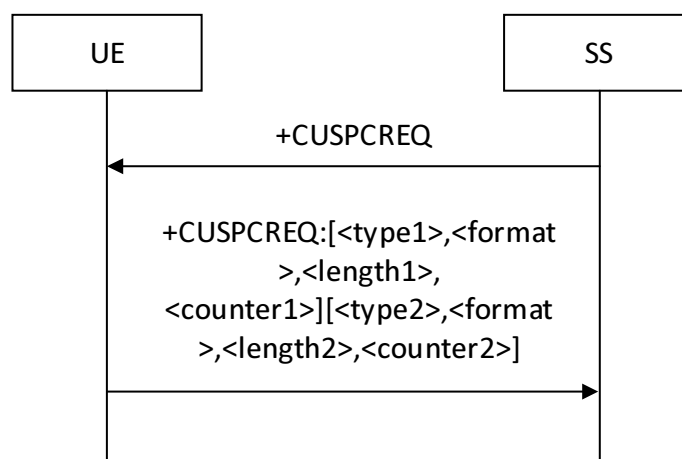 UE
SS
+CUSPCREQ
+CUSPCREQ:[<type1>,<format
>,<length1>,
<counter1>][<type2>,<format
>,<length2>,<counter2>]